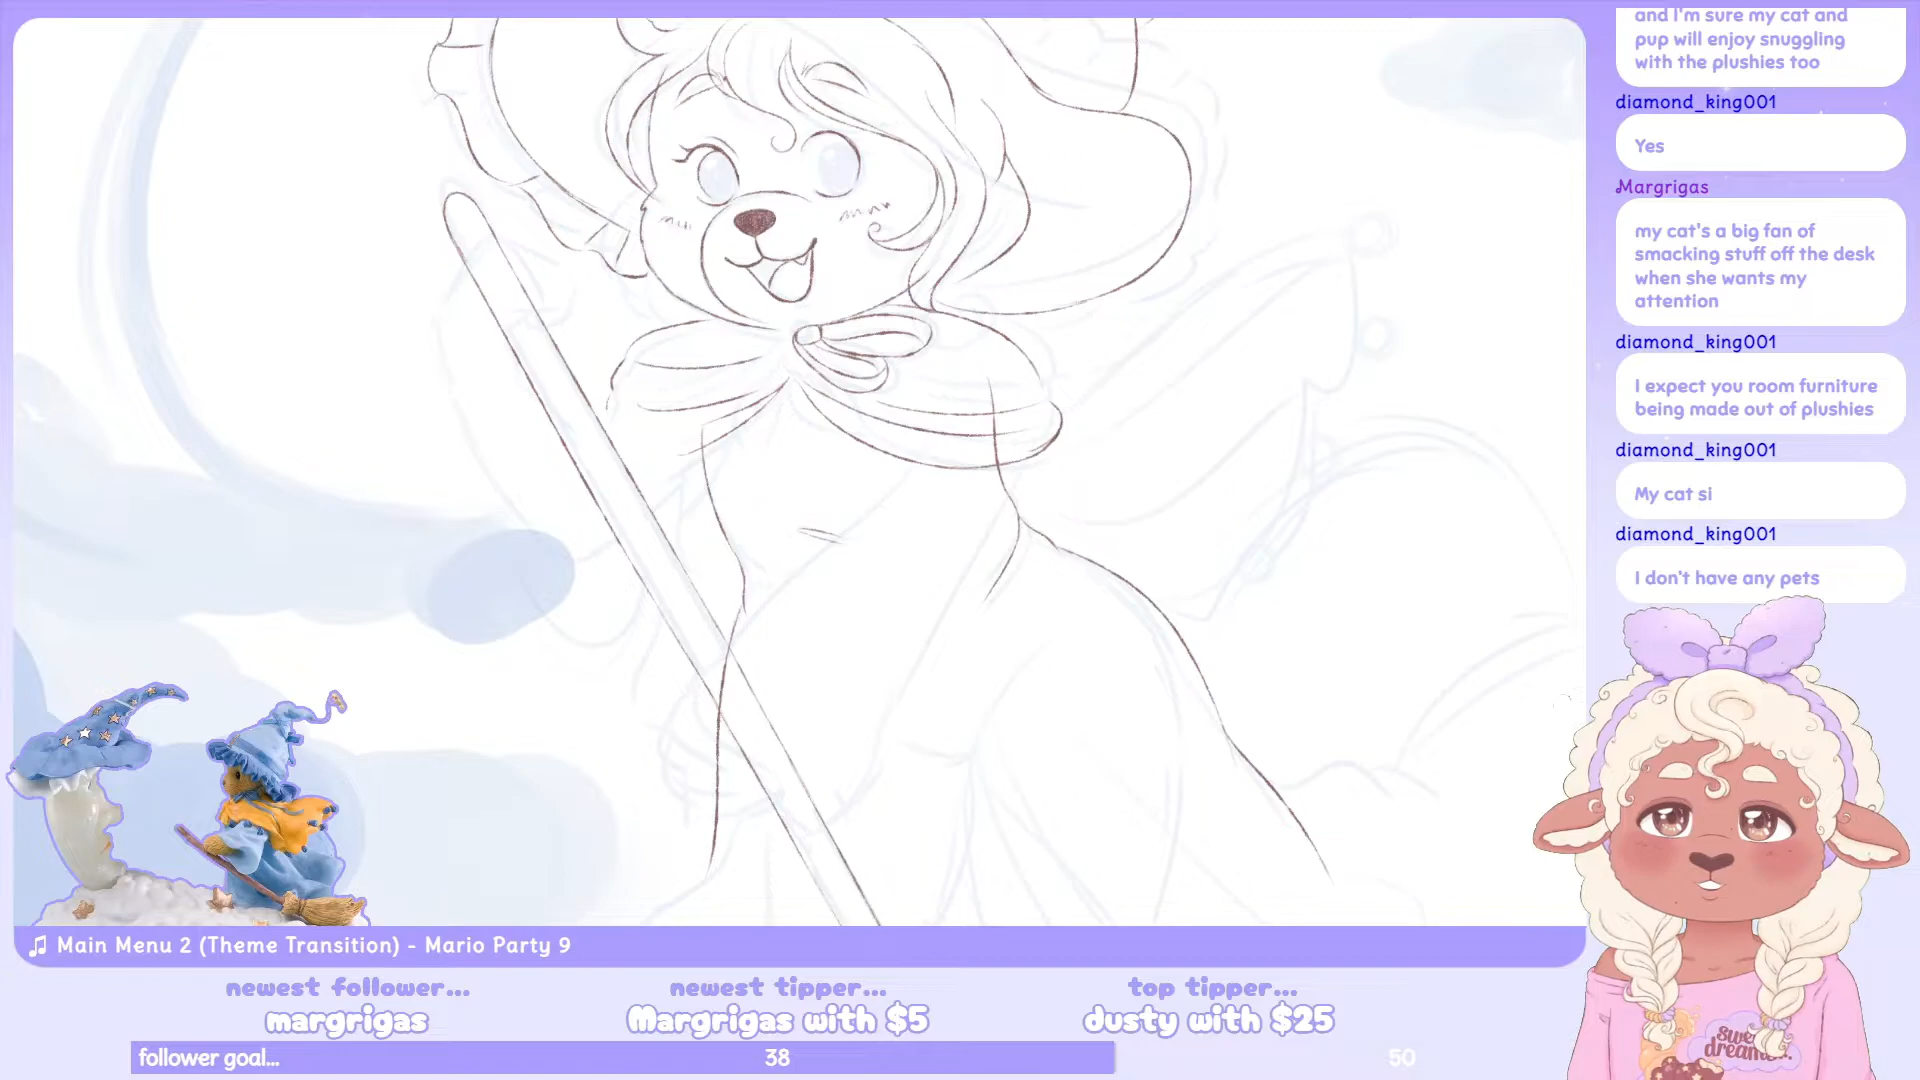 and I'm sure my cat and
pup will enjoy snuggling
with the plushies too
diamond_king001
Yes
Margrigas
my cat's a big fan of
smacking stuff off the desk
when she wants my
attention
diamond_king001
I expect you room furniture
being made out of plushies
diamond_king001
My cat si
diamond_king001
I don't have any pets
Main Menu 2 (Theme Transition) - Mario Party 9
newest follower...
margrigas
newest tipper...
Margrigas with $5
top tipper...
dusty with $25
follower goal...
38
50